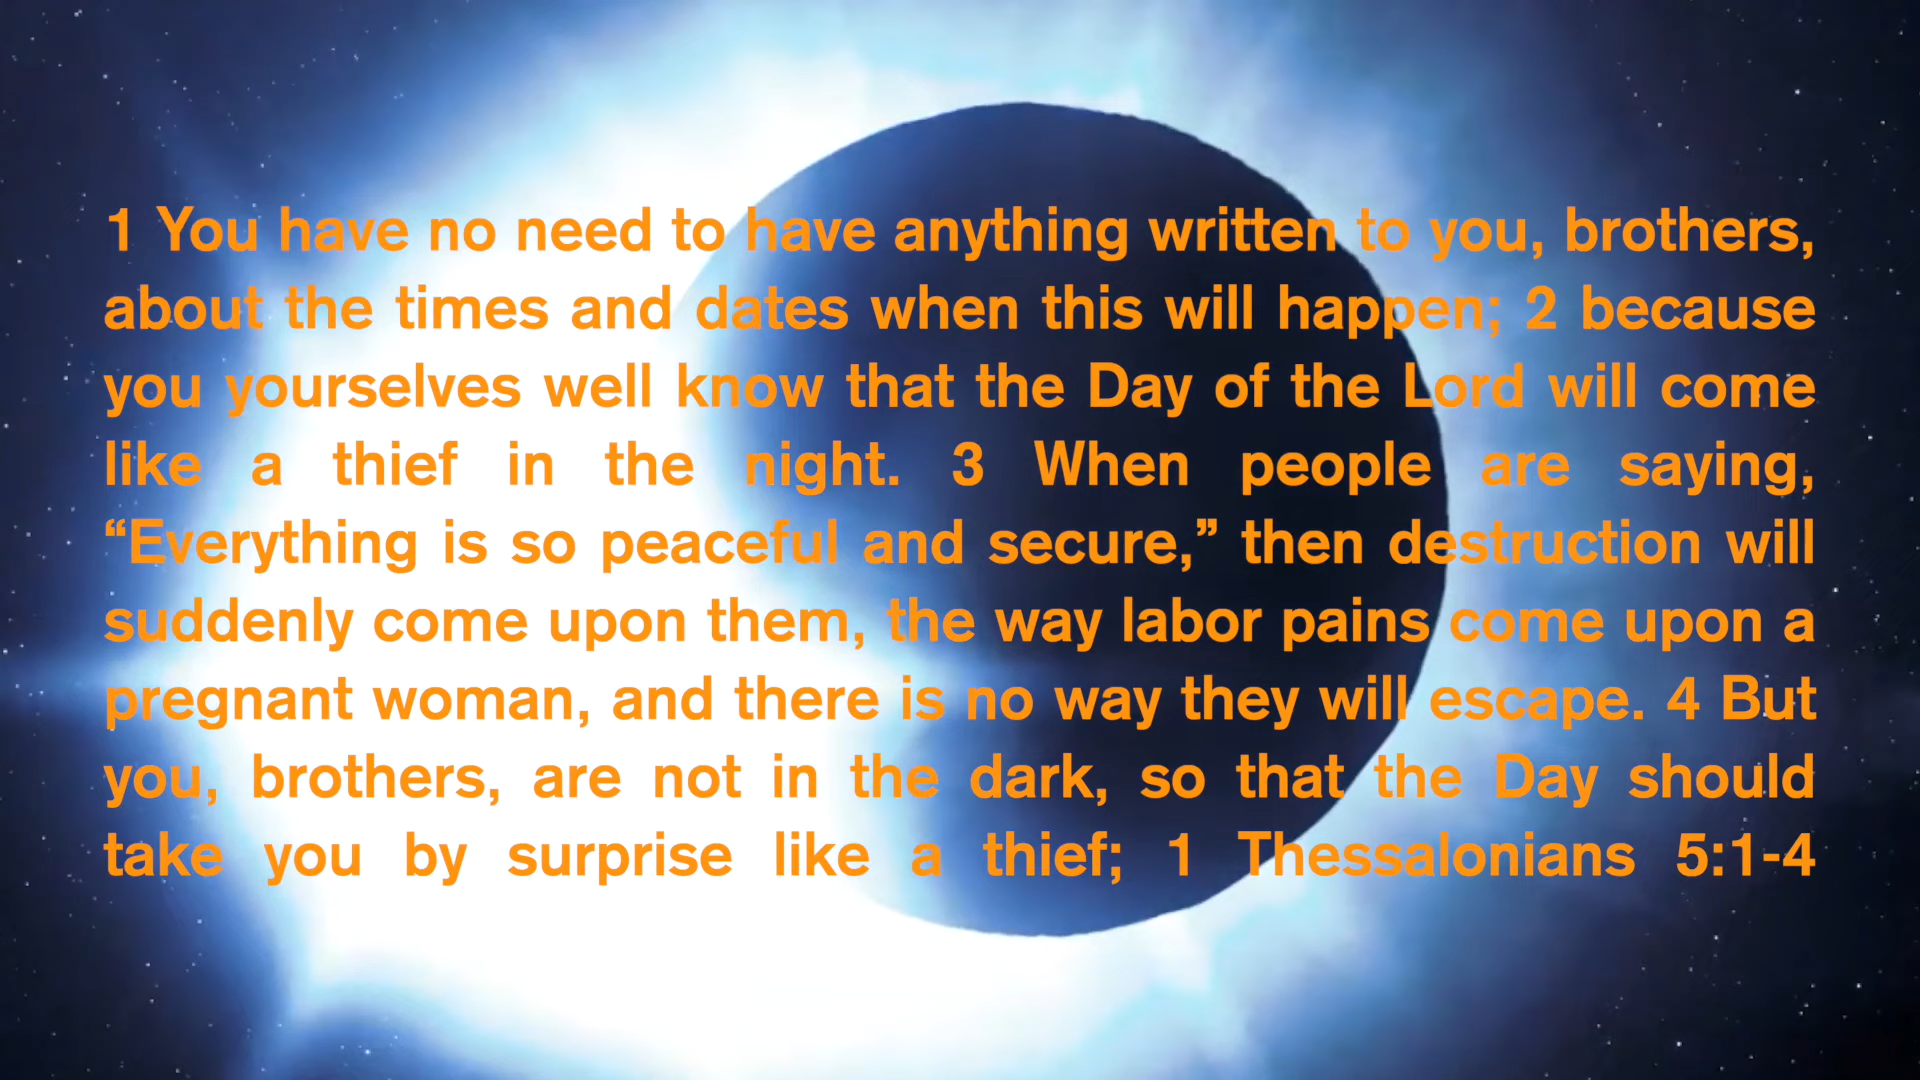 1 You have no need to have anything written to you, brothers,
about the times and dates when this will happen; 2 because
you yourselves well know that the Day of the Lord will come
like a thief in the night. 3 When people are saying,
“Everything is so peaceful and secure,” then destruction will
suddenly come upon them, the way labor pains come upon a
pregnant woman, and there is no way they will escape. 4 But
you, brothers, are not in the dark, so that the Day should
take you by surprise like a thief; 1 Thessalonians 5:1-4